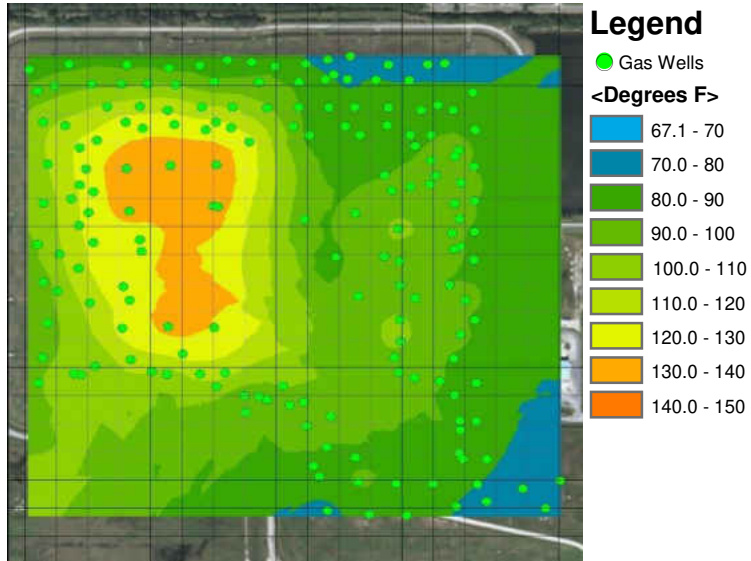 Legend
Gas Wells
<Degrees F>
67.1 - 70
70.0 - 80
80.0 - 90
90.0 - 100
100.0 - 110
110.0 - 120
120.0 - 130
130.0 - 140
140.0 - 150